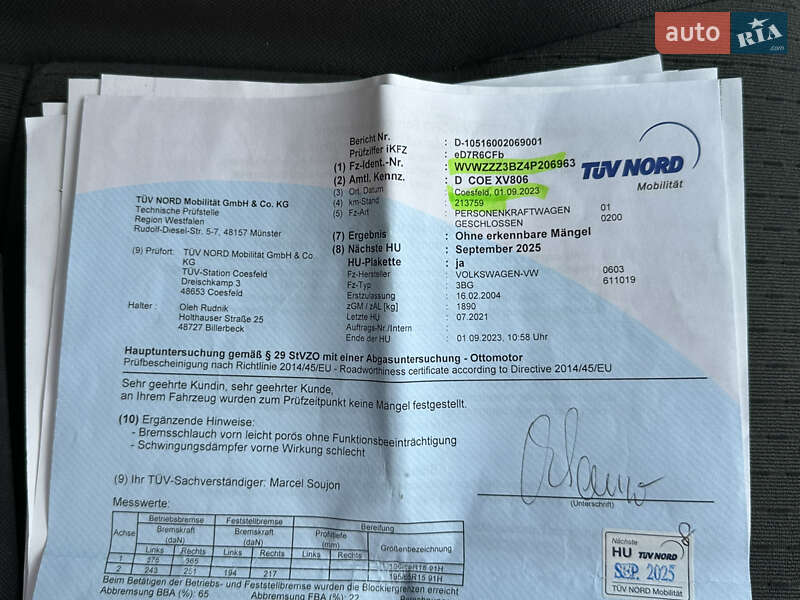 auto RIA
.com
Bericht Nr. : D-10516002069001
Prüfziffer iKFZ : eD7R6CFb
(1) Fz-Ident.-Nr. : WVWZZZ3BZ4P206963
(2) Amtl. Kennz. : D COE XV806
(3) Ort, Datum : Coesfeld, 01.09.2023
(4) km-Stand : 213759
(5) Fz-Art : PERSONENKRAFTWAGEN 01
GESCHLOSSEN 0200
(7) Ergebnis : Ohne erkennbare Mängel
(8) Nächste HU : September 2025
HU-Plakette : ja
Fz-Hersteller : VOLKSWAGEN-VW 0603
Fz-Typ : 3BG 611019
Erstzulassung : 16.02.2004
zGM / zAL [kg] : 1890
Letzte HU : 07.2021
Auftrags-Nr./Intern :
Ende der HU : 01.09.2023, 10:58 Uhr
TÜV NORD
Mobilität
TÜV NORD Mobilität GmbH & Co. KG
Technische Prüfstelle
Region Westfalen
Rudolf-Diesel-Str. 5-7, 48157 Münster
(9) Prüfort: TÜV NORD Mobilität GmbH & Co.
KG
TÜV-Station Coesfeld
Dreischkamp 3
48653 Coesfeld
Halter : Oleh Rudnik
Holthauser Straße 25
48727 Billerbeck
Hauptuntersuchung gemäß § 29 StVZO mit einer Abgasuntersuchung - Ottomotor
Prüfbescheinigung nach Richtlinie 2014/45/EU - Roadworthiness certificate according to Directive 2014/45/EU
Sehr geehrte Kundin, sehr geehrter Kunde,
an Ihrem Fahrzeug wurden zum Prüfzeitpunkt keine Mängel festgestellt.
(10) Ergänzende Hinweise:
- Bremsschlauch vorn leicht porös ohne Funktionsbeeinträchtigung
- Schwingungsdämpfer vorne Wirkung schlecht
(9) Ihr TÜV-Sachverständiger: Marcel Soujon
(Unterschrift)
Messwerte:
Achse Betriebsbremse Feststellbremse Bereifung
Bremskraft (daN) Bremskraft (daN) Profiltiefe (mm) Größenbezeichnung
Links Rechts Links Rechts Links Rechts
1 375 365 195/65R15 91H
2 243 251 194 217 195/65R15 91H
Beim Betätigen der Betriebs- und Feststellbremse wurden die Blockiergrenzen erreicht
Abbremsung BBA (%): 65 Abbremsung FBA (%): 22
Nächste
HU TÜV NORD
SEP. 2025
TÜV NORD Mobilität